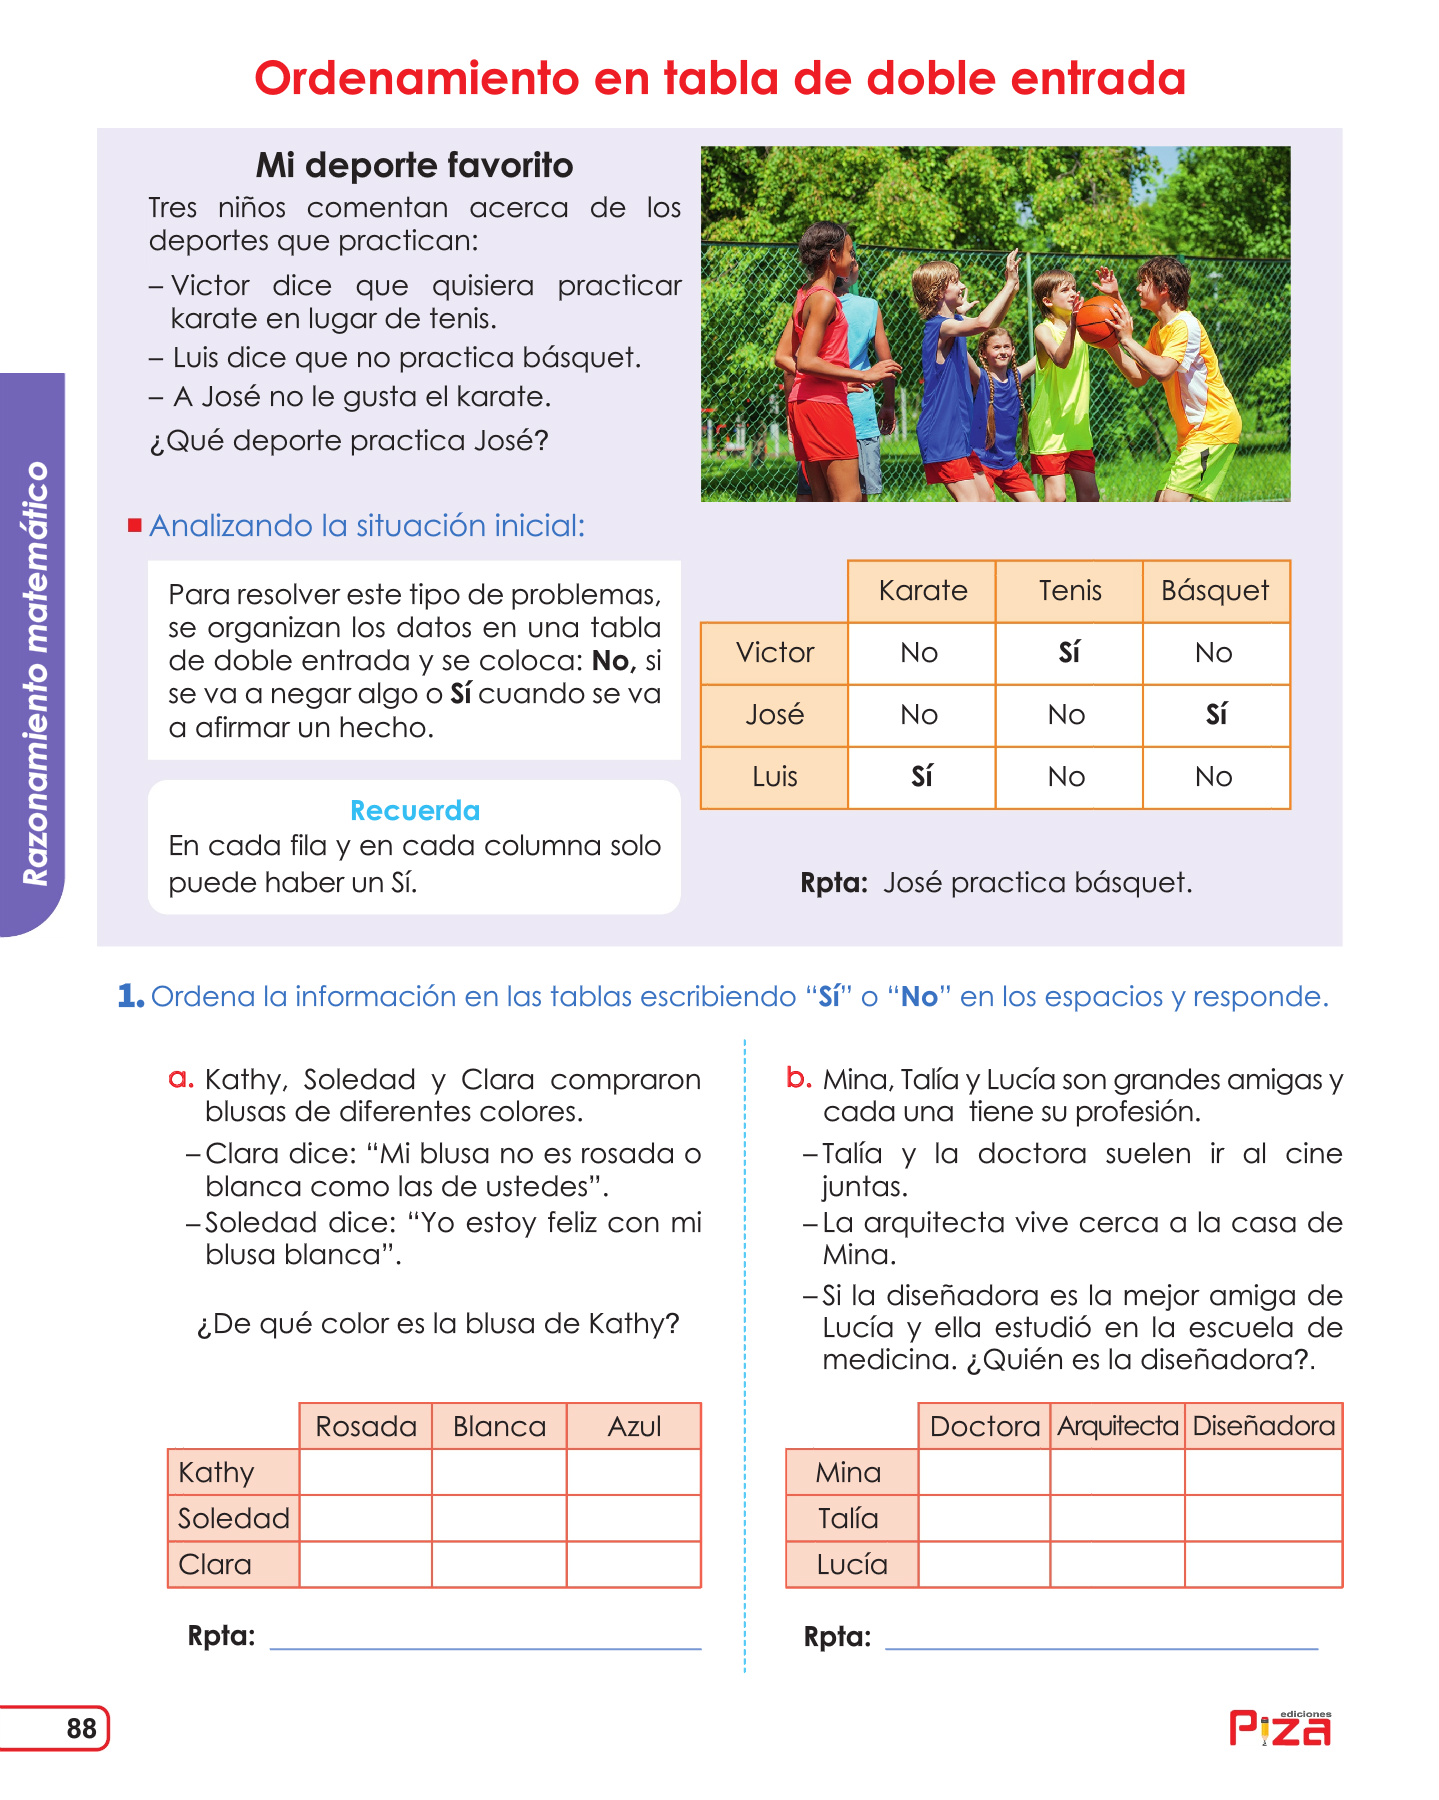 Ordenamiento en tabla de doble entrada
Mi deporte favorito
Tres niños comentan acerca de los
deportes que practican:
– Victor dice que quisiera practicar
karate en lugar de tenis.
– Luis dice que no practica básquet.
– A José no le gusta el karate.
¿Qué deporte practica José?
Analizando la situación inicial:
Para resolver este tipo de problemas,
se organizan los datos en una tabla
de doble entrada y se coloca: No, si
se va a negar algo o Sí cuando se va
a afirmar un hecho.
Recuerda
En cada fila y en cada columna solo
puede haber un Sí.
Karate Tenis Básquet
Victor No Sí No
José No No Sí
Luis Sí No No
Rpta: José practica básquet.
Razonamiento matemático
1. Ordena la información en las tablas escribiendo “Sí” o “No” en los espacios y responde.
a. Kathy, Soledad y Clara compraron
blusas de diferentes colores.
– Clara dice: “Mi blusa no es rosada o
blanca como las de ustedes”.
– Soledad dice: “Yo estoy feliz con mi
blusa blanca”.
¿De qué color es la blusa de Kathy?
Rosada Blanca Azul
Kathy
Soledad
Clara
Rpta:
b. Mina, Talía y Lucía son grandes amigas y
cada una tiene su profesión.
– Talía y la doctora suelen ir al cine
juntas.
– La arquitecta vive cerca a la casa de
Mina.
– Si la diseñadora es la mejor amiga de
Lucía y ella estudió en la escuela de
medicina. ¿Quién es la diseñadora?.
Doctora Arquitecta Diseñadora
Mina
Talía
Lucía
Rpta:
88
ediciones
Piza